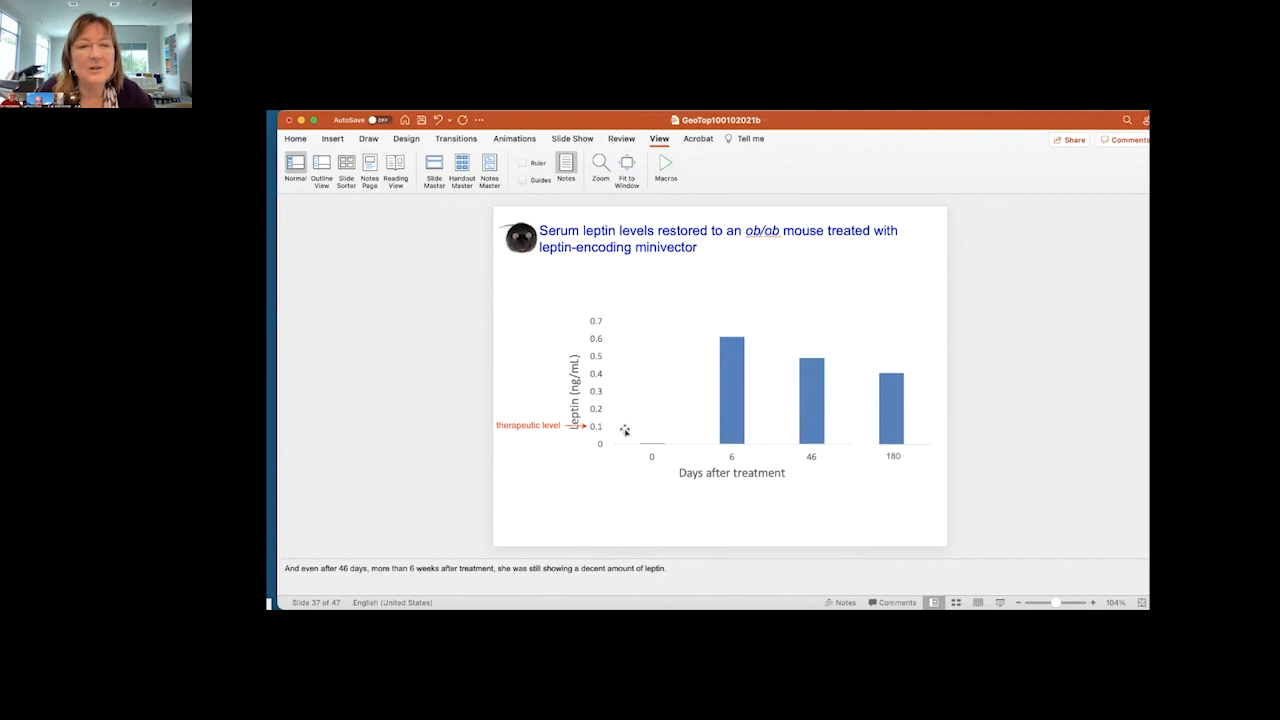 AutoSave OFF
GeoTop100102021b
Home Insert Draw Design Transitions Animations Slide Show Review View Acrobat Tell me
Share Comments
Normal Outline View Slide Sorter Notes Page Reading View Slide Master Handout Master Notes Master Ruler Guides Notes Zoom Fit to Window Macros
Serum leptin levels restored to an ob/ob mouse treated with
leptin-encoding minivector
0.7
0.6
0.5
0.4
0.3
0.2
0.1
0
Leptin (ng/mL)
therapeutic level
0 6 46 180
Days after treatment
And even after 46 days, more than 6 weeks after treatment, she was still showing a decent amount of leptin.
Slide 37 of 47 English (United States) Notes Comments 104%